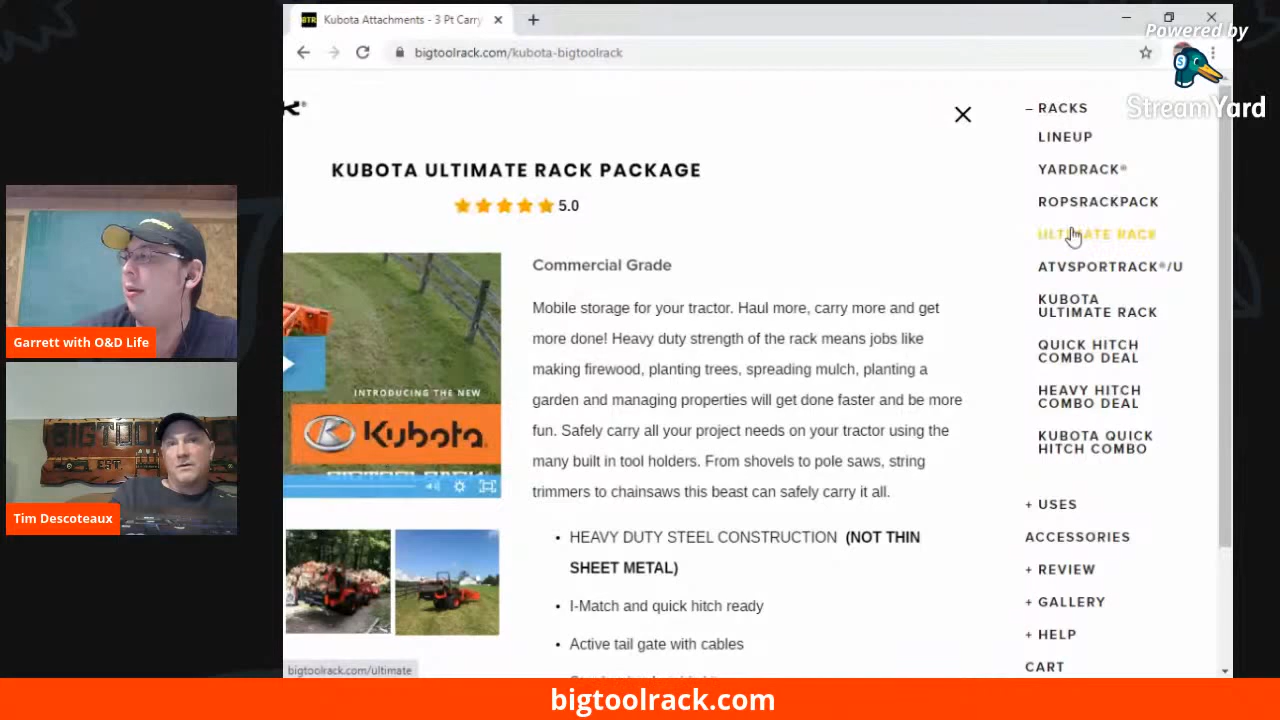 Kubota Attachments - 3 Pt Carry
bigtoolrack.com/kubota-bigtoolrack
Powered by
StreamYard
KUBOTA ULTIMATE RACK PACKAGE
5.0
INTRODUCING THE NEW
Kubota
Commercial Grade
Mobile storage for your tractor. Haul more, carry more and get
more done! Heavy duty strength of the rack means jobs like
making firewood, planting trees, spreading mulch, planting a
garden and managing properties will get done faster and be more
fun. Safely carry all your project needs on your tractor using the
many built in tool holders. From shovels to pole saws, string
trimmers to chainsaws this beast can safely carry it all.
• HEAVY DUTY STEEL CONSTRUCTION (NOT THIN
SHEET METAL)
• I-Match and quick hitch ready
• Active tail gate with cables
– RACKS
LINEUP
YARDRACK®
ROPSRACKPACK
ULTIMATE RACK
ATVSPORTRACK®/U
KUBOTA
ULTIMATE RACK
QUICK HITCH
COMBO DEAL
HEAVY HITCH
COMBO DEAL
KUBOTA QUICK
HITCH COMBO
+ USES
ACCESSORIES
+ REVIEW
+ GALLERY
+ HELP
CART
bigtoolrack.com/ultimate
Garrett with O&D Life
Tim Descoteaux
bigtoolrack.com